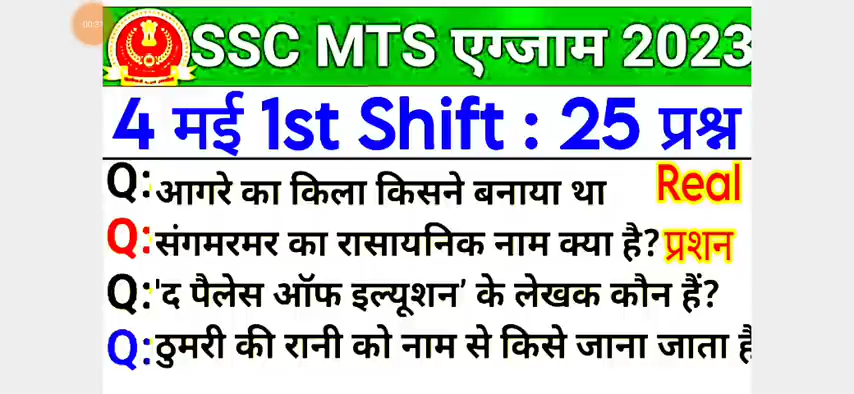 SSC MTS एग्जाम 2023
4 मई 1st Shift : 25 प्रश्न
Q: आगरे का किला किसने बनाया था Real
Q: संगमरमर का रासायनिक नाम क्या है? प्रशन
Q: 'द पैलेस ऑफ इल्यूशन’ के लेखक कौन हैं?
Q: ठुमरी की रानी को नाम से किसे जाना जाता है